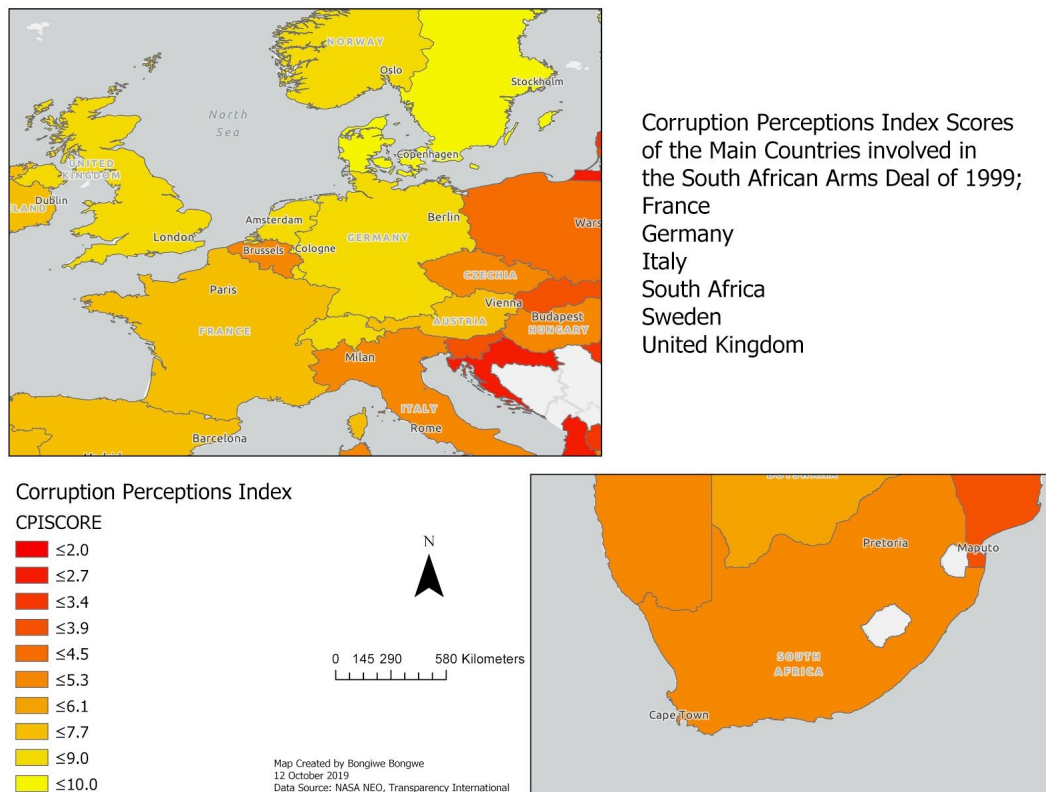 NORWAY
Oslo
Stockholm
North
Sea
Copenhagen
UNITED
KINGDOM
Dublin
LAND
Amsterdam
Berlin
London
GERMANY
Wars
Brussels
Cologne
CZECHIA
Paris
Vienna
Budapest
FRANCE
AUSTRIA
HUNGARY
Milan
ITALY
Rome
Barcelona
Corruption Perceptions Index Scores
of the Main Countries involved in
the South African Arms Deal of 1999;
France
Germany
Italy
South Africa
Sweden
United Kingdom
Corruption Perceptions Index
CPISCORE
≤2.0
≤2.7
≤3.4
≤3.9
≤4.5
≤5.3
≤6.1
≤7.7
≤9.0
≤10.0
N
0 145 290 580 Kilometers
Map Created by Bongiwe Bongwe
12 October 2019
Data Source: NASA NEO, Transparency International
Pretoria
Maputo
SOUTH
AFRICA
Cape Town